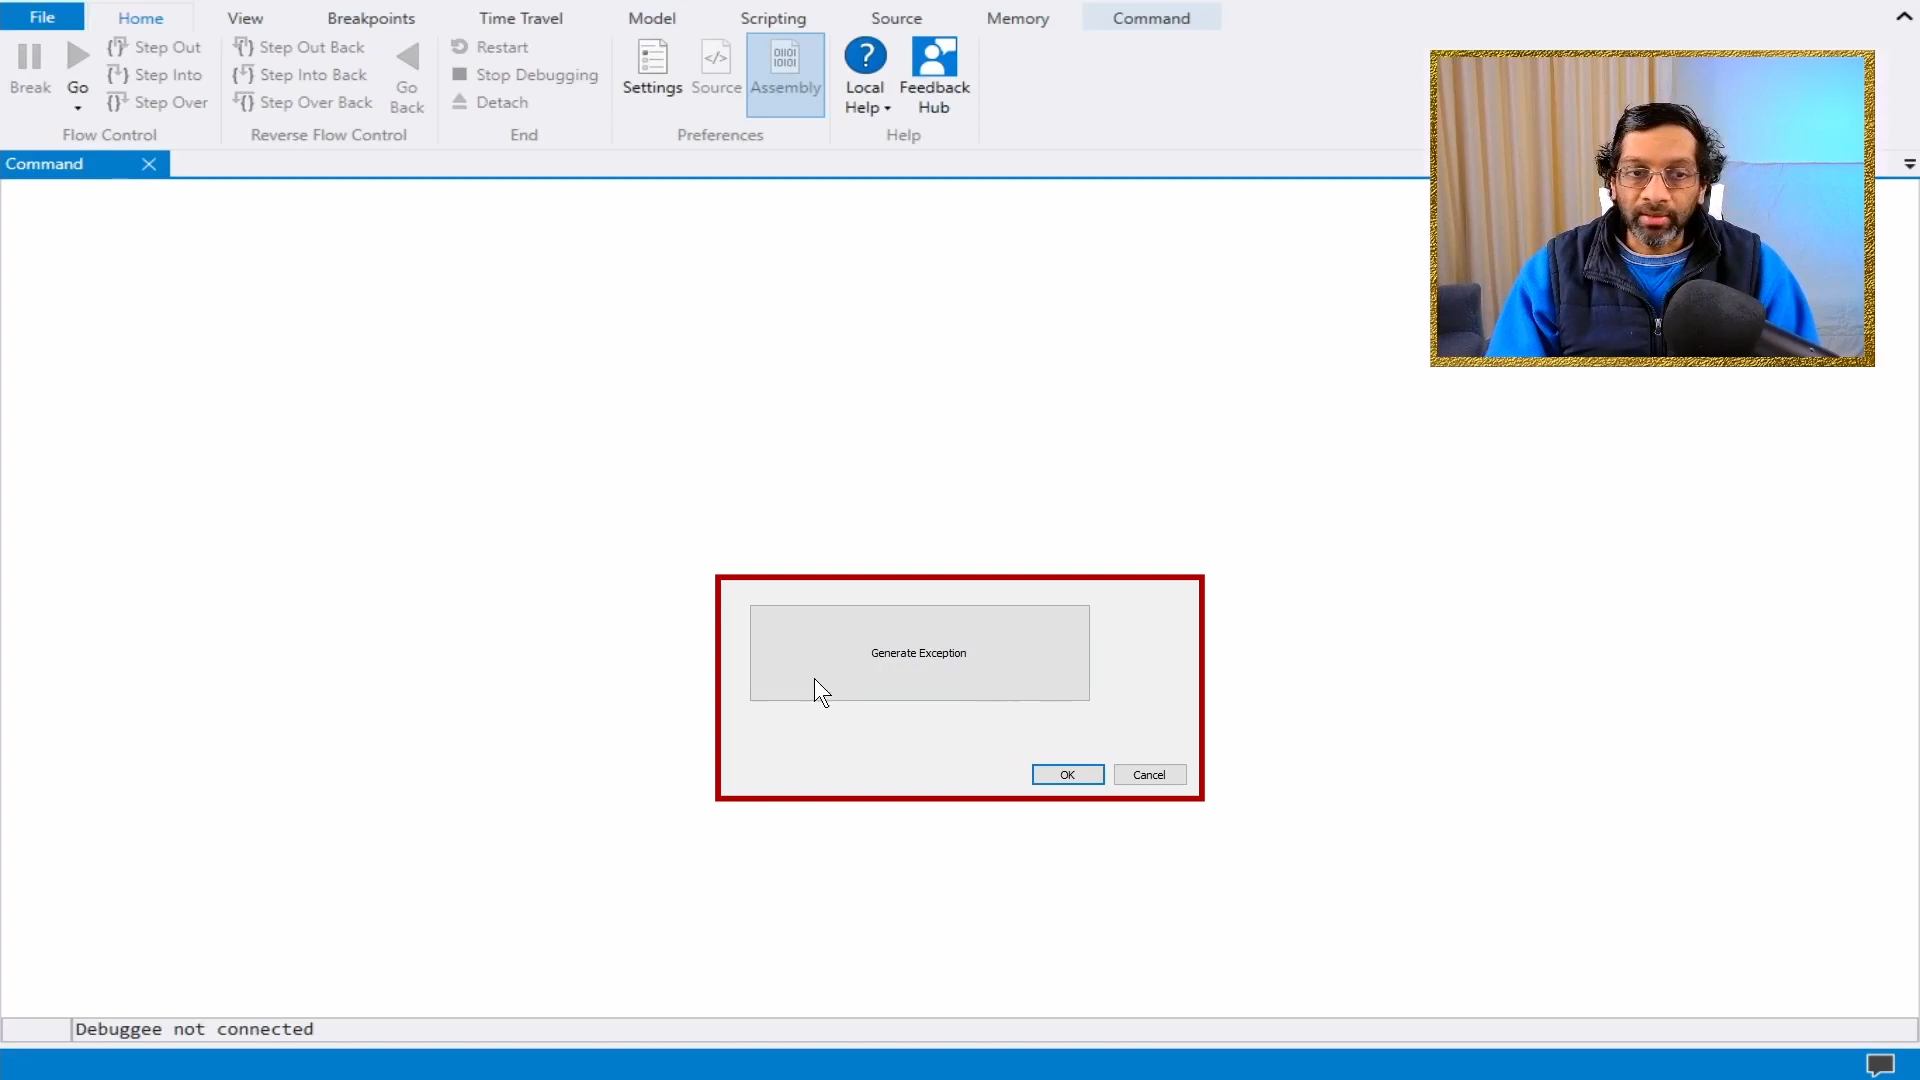 File Home View Breakpoints Time Travel Model Scripting Source Memory Command
Break
Go
Step Out
Step Into
Step Over
Flow Control
Step Out Back
Step Into Back
Step Over Back
Go
Back
Reverse Flow Control
Restart
Stop Debugging
Detach
End
Settings
Source
Assembly
Preferences
Local
Help
Feedback
Hub
Help
Command
Generate Exception
OK Cancel
Debuggee not connected